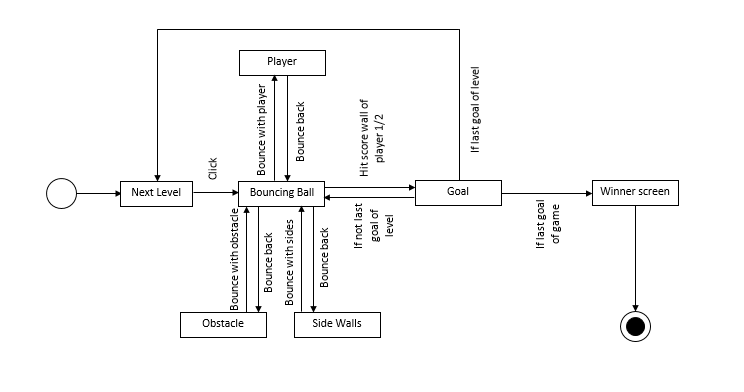 Player
If last goal of level
Bounce with player
Bounce back
Hit score wall of
player 1/2
Click
Next Level
Bouncing Ball
Goal
Winner screen
Bounce with obstacle
Bounce back
Bounce with sides
Bounce back
If not last
goal of
level
If last goal
of game
Obstacle
Side Walls